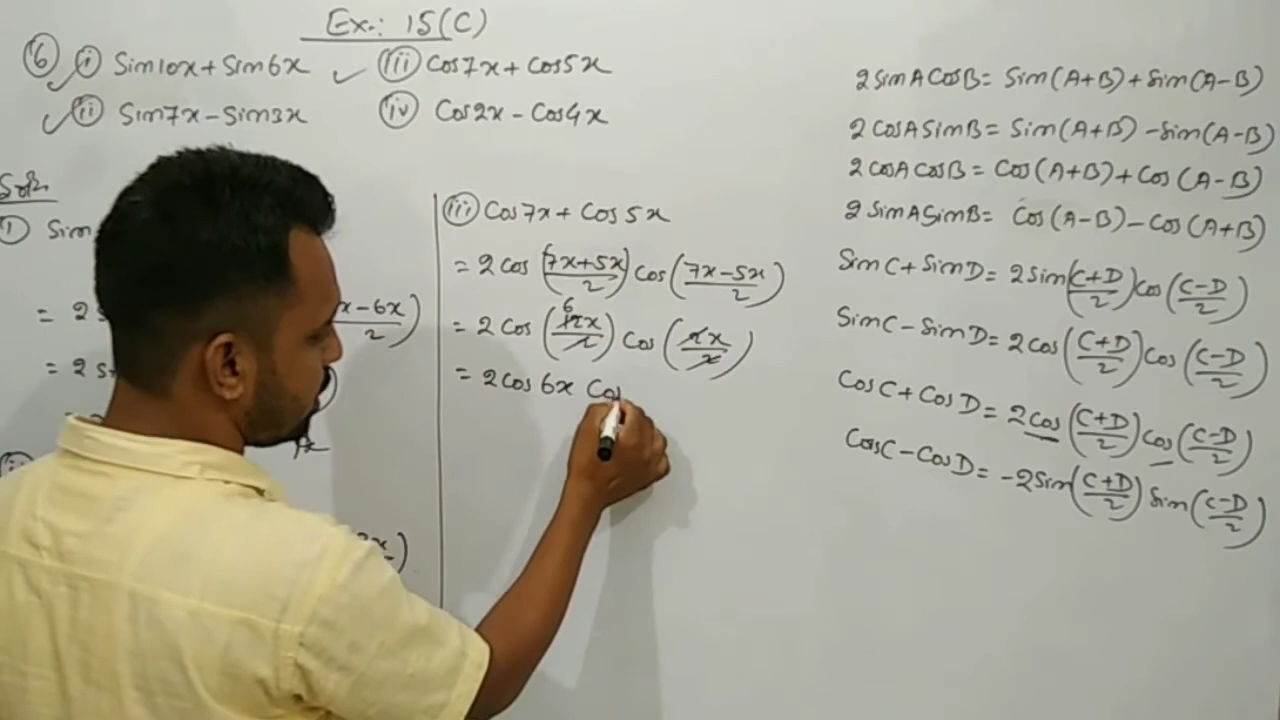 Ex.: 15(C)
6 (i) Sin10x + Sin6x (iii) Cos7x + Cos5x
(ii) Sin7x - Sin3x (iv) Cos2x - Cos4x
Soln
(i) Sin
= 2 x-6x)/2)
= 2
(iii) Cos7x + Cos5x
= 2 cos (7x+5x/2) cos (7x-5x/2)
= 2 cos (12x/2) cos (2x/2)
6
= 2cos 6x Cos
2 Sin A Cos B = Sin(A+B) + Sin(A-B)
2 Cos A Sin B = Sin(A+B) - Sin(A-B)
2 Cos A Cos B = Cos(A+B) + Cos(A-B)
2 Sin A Sin B = Cos(A-B) - Cos(A+B)
Sin C + Sin D = 2 Sin(C+D/2) Cos(C-D/2)
Sin C - Sin D = 2 Cos(C+D/2) Cos(C-D/2)
Cos C + Cos D = 2 Cos(C+D/2) Cos(C-D/2)
Cos C - Cos D = -2 Sin(C+D/2) Sin(C-D/2)